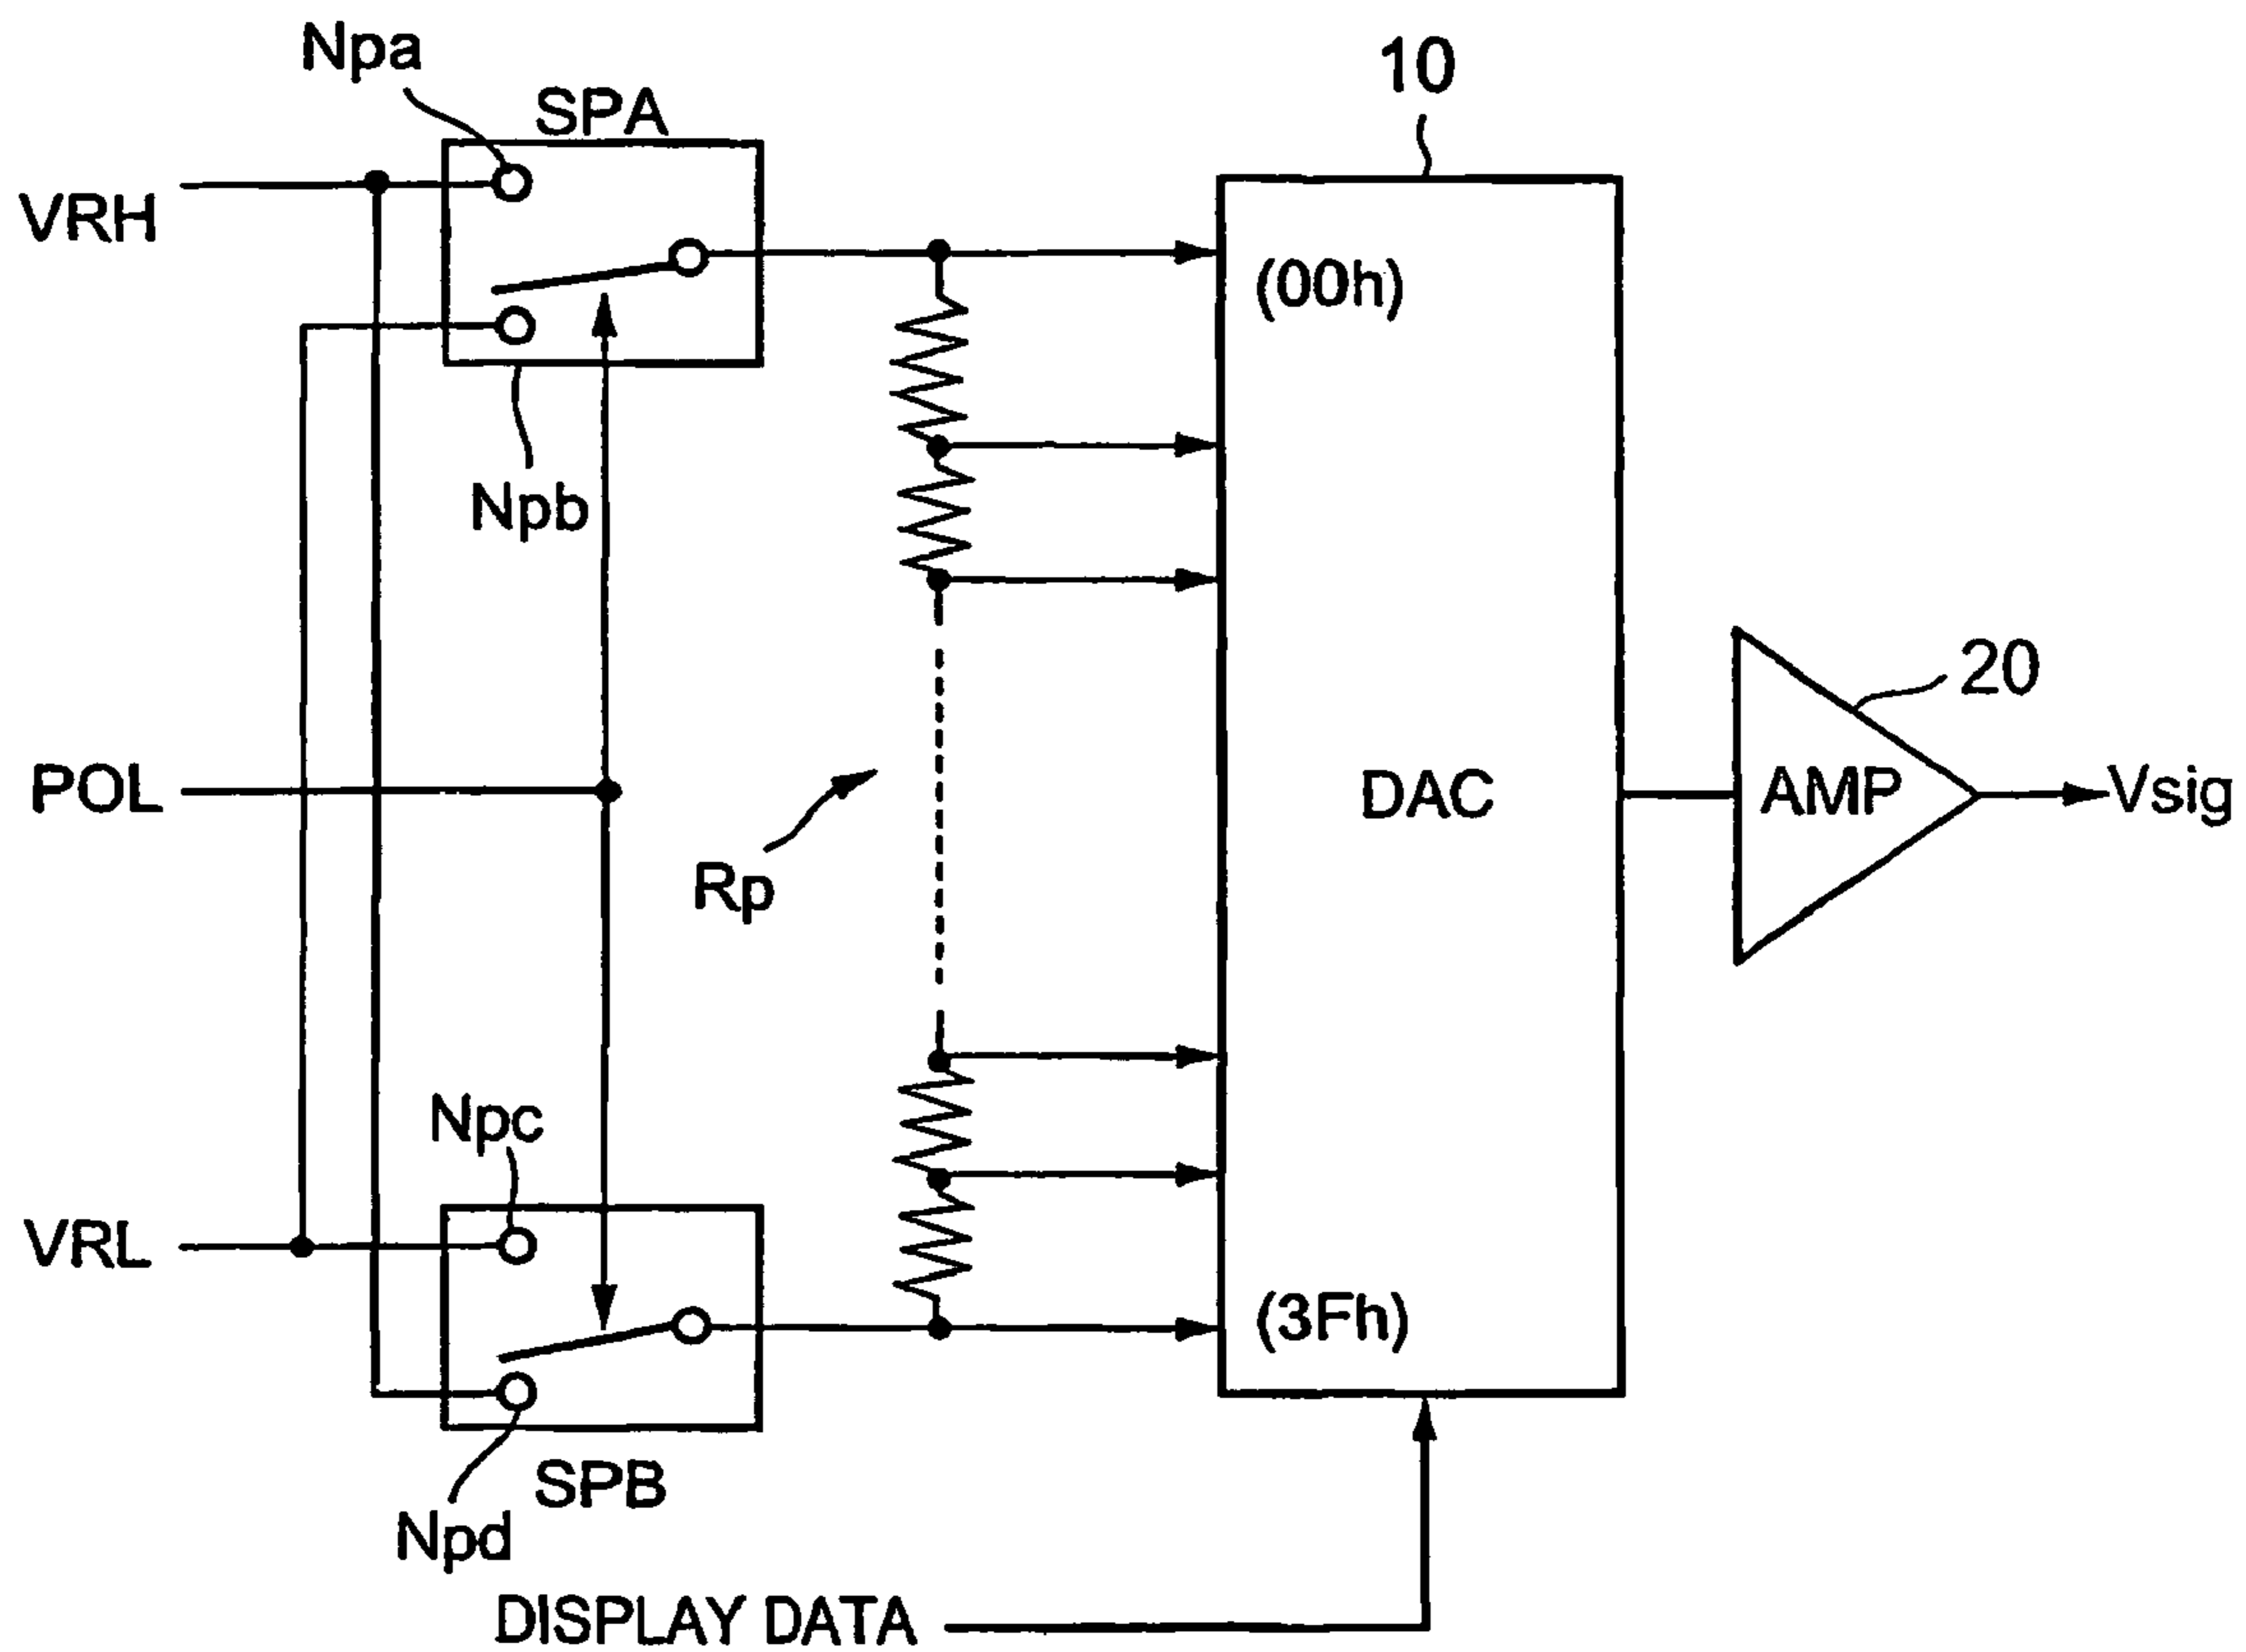 Npa
SPA
10
VRH
(00h)
Npb
20
POL
DAC
AMP
Vsig
Rp
Npc
VRL
(3Fh)
SPB
Npd
DISPLAY DATA